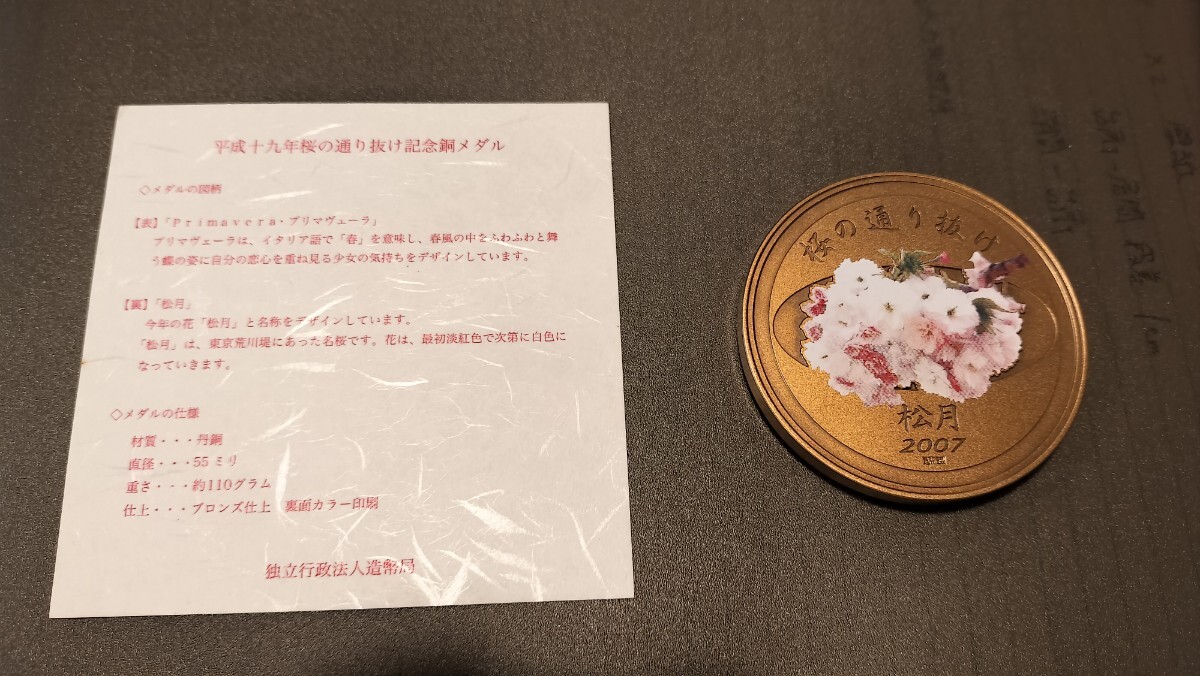 平成十九年桜の通り抜け記念銅メダル
◇メダルの図柄
【表】「Primavera・プリマヴェーラ」
プリマヴェーラは、イタリア語で「春」を意味し、春風の中をふわふわと舞
う蝶の姿に自分の恋心を重ね見る少女の気持ちをデザインしています。
【裏】「松月」
今年の花「松月」と名称をデザインしています。
「松月」は、東京荒川堤にあった名桜です。花は、最初淡紅色で次第に白色に
なっていきます。
◇メダルの仕様
材質・・・丹銅
直径・・・55ミリ
重さ・・・約110グラム
仕上・・・ブロンズ仕上　裏面カラー印刷
独立行政法人造幣局
桜の通り抜け
松月
2007